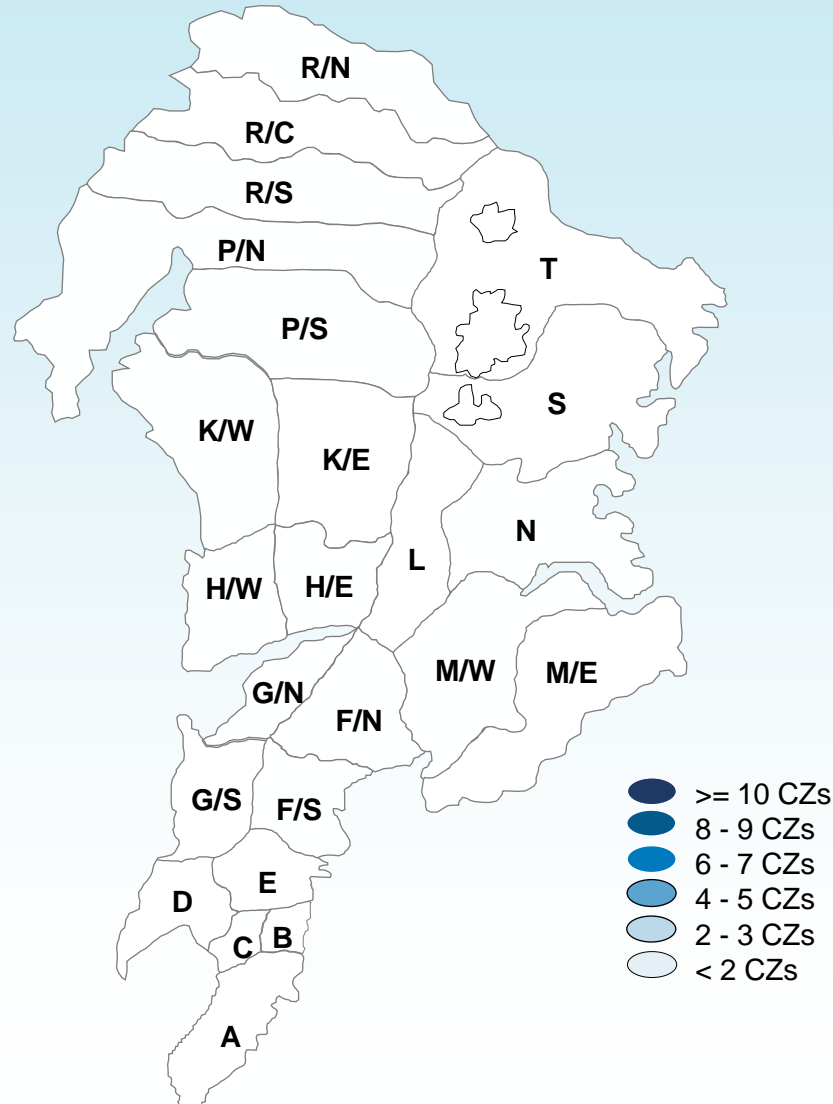 R/N
R/C
R/S
P/N
T
P/S
S
K/W
K/E
N
L
H/W
H/E
M/W
M/E
G/N
F/N
G/S
F/S
E
D
B
C
A
>= 10 CZs
8 - 9 CZs
6 - 7 CZs
4 - 5 CZs
2 - 3 CZs
< 2 CZs